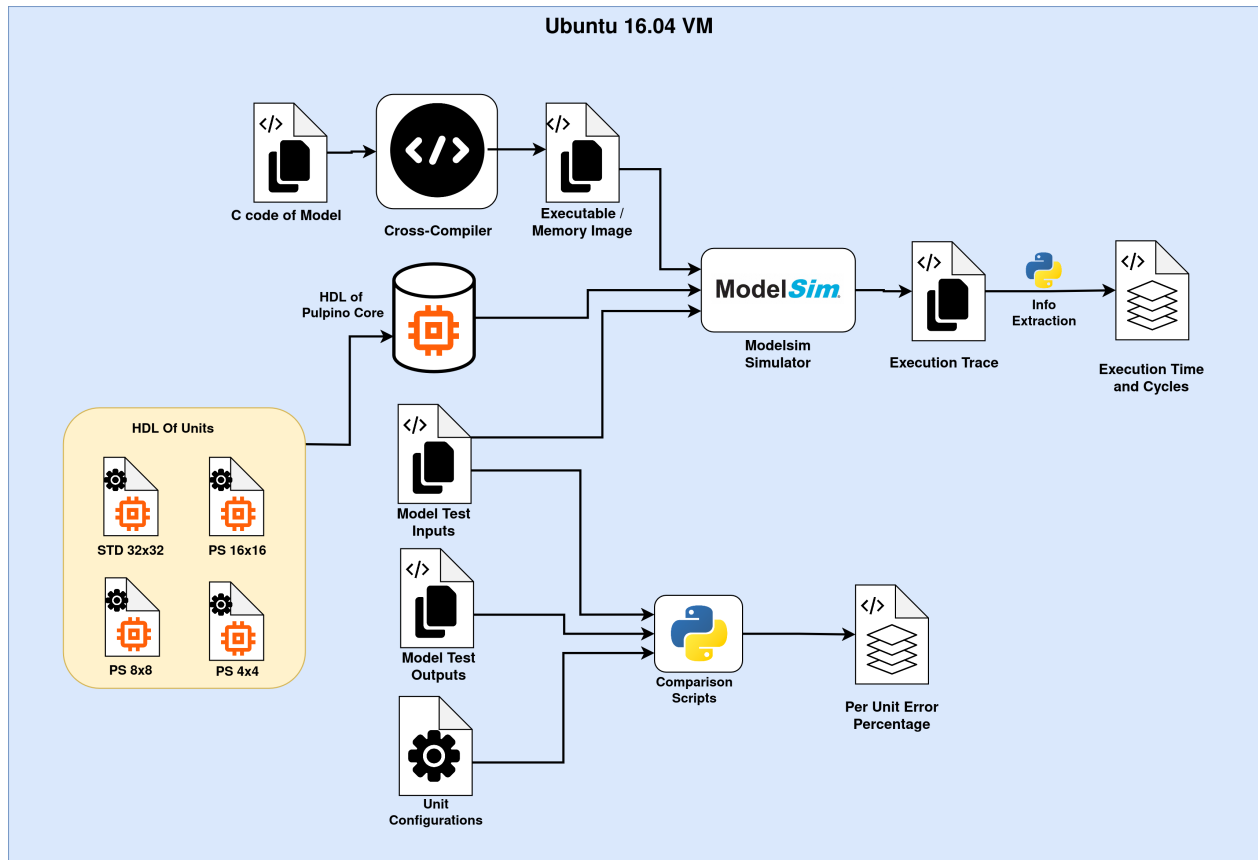 Ubuntu 16.04 VM
</>
C code of Model
</>
Cross-Compiler
</>
Executable /
Memory Image
HDL of
Pulpino Core
ModelSim.
Modelsim
Simulator
</>
Execution Trace
Info
Extraction
</>
Execution Time
and Cycles
HDL Of Units
STD 32x32
PS 16x16
PS 8x8
PS 4x4
</>
Model Test
Inputs
</>
Model Test
Outputs
Unit
Configurations
Comparison
Scripts
</>
Per Unit Error
Percentage